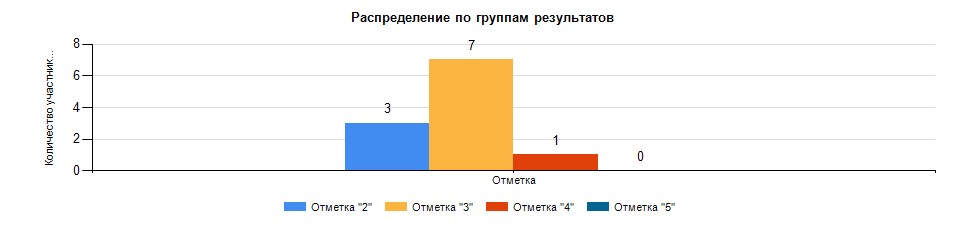 Распределение по группам результатов
Количество участник...
8
6
4
2
0
3
7
1
0
Отметка
Отметка "2" Отметка "3" Отметка "4" Отметка "5"